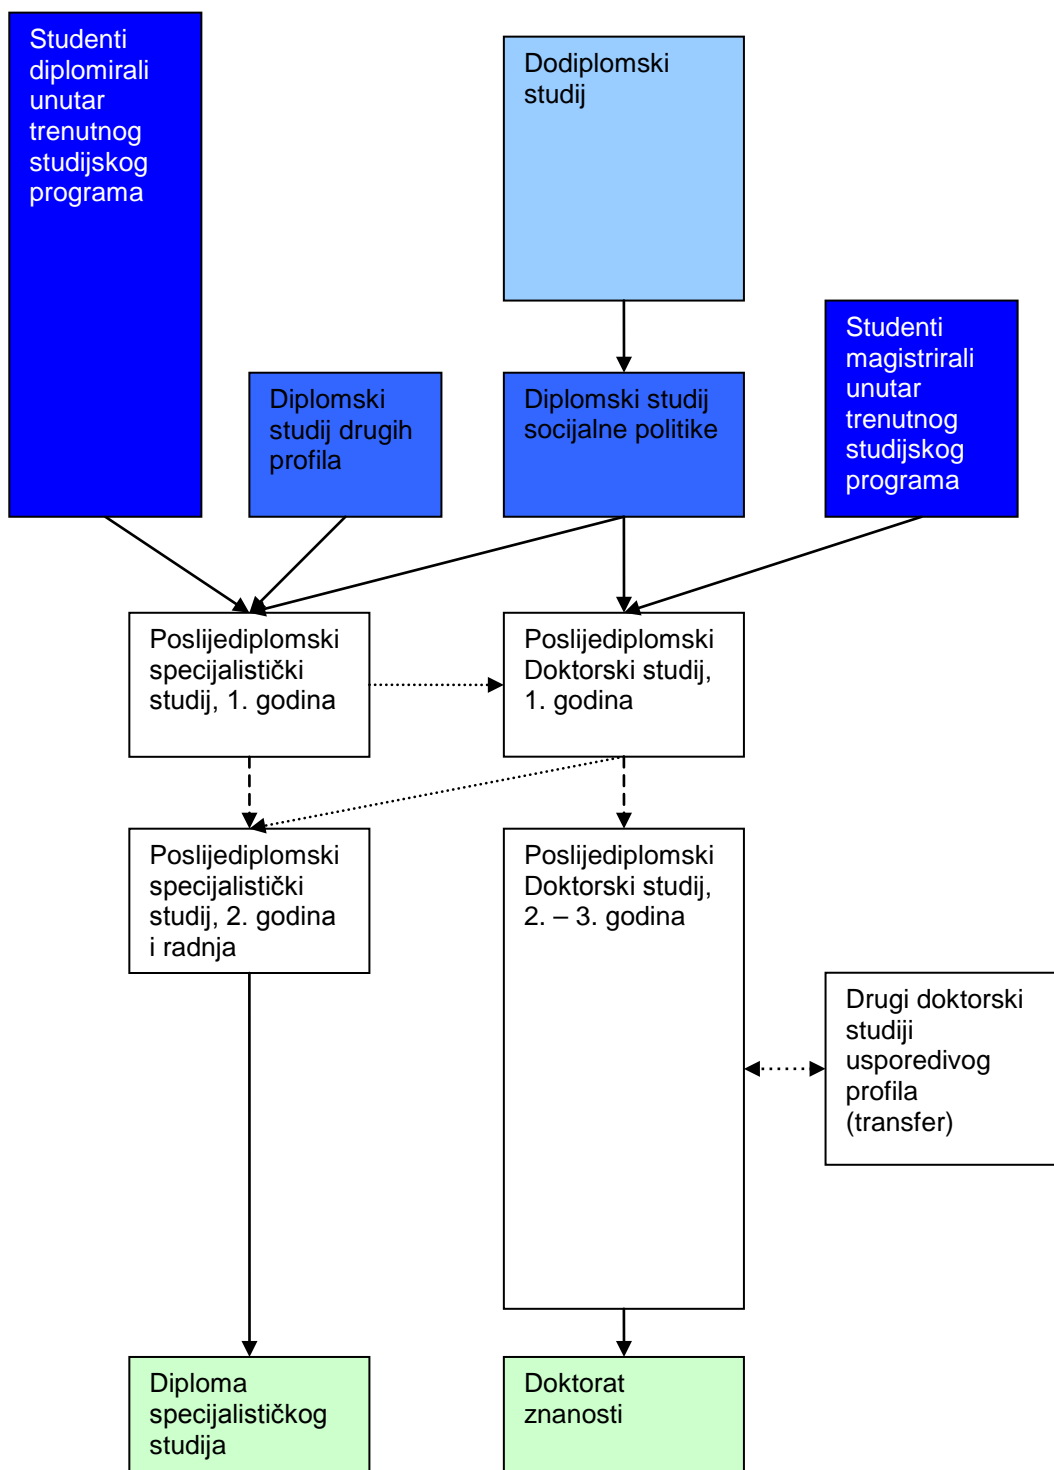 Studenti
diplomirali
unutar
trenutnog
studijskog
programa
Dodiplomski
studij
Diplomski
studij drugih
profila
Diplomski studij
socijalne politike
Studenti
magistrirali
unutar
trenutnog
studijskog
programa
Poslijediplomski
specijalistički
studij, 1. godina
Poslijediplomski
Doktorski studij,
1. godina
Poslijediplomski
specijalistički
studij, 2. godina
i radnja
Poslijediplomski
Doktorski studij,
2. – 3. godina
Drugi doktorski
studiji
usporedivog
profila
(transfer)
Diploma
specijalističkog
studija
Doktorat
znanosti